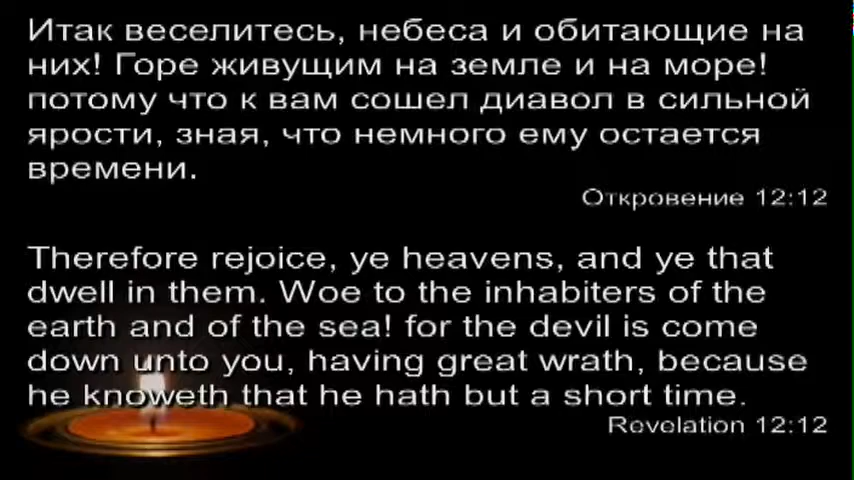 Итак веселитесь, небеса и обитающие на
них! Горе живущим на земле и на море!
потому что к вам сошел диавол в сильной
ярости, зная, что немного ему остается
времени.
Откровение 12:12
Therefore rejoice, ye heavens, and ye that
dwell in them. Woe to the inhabiters of the
earth and of the sea! for the devil is come
down unto you, having great wrath, because
he knoweth that he hath but a short time.
Revelation 12:12